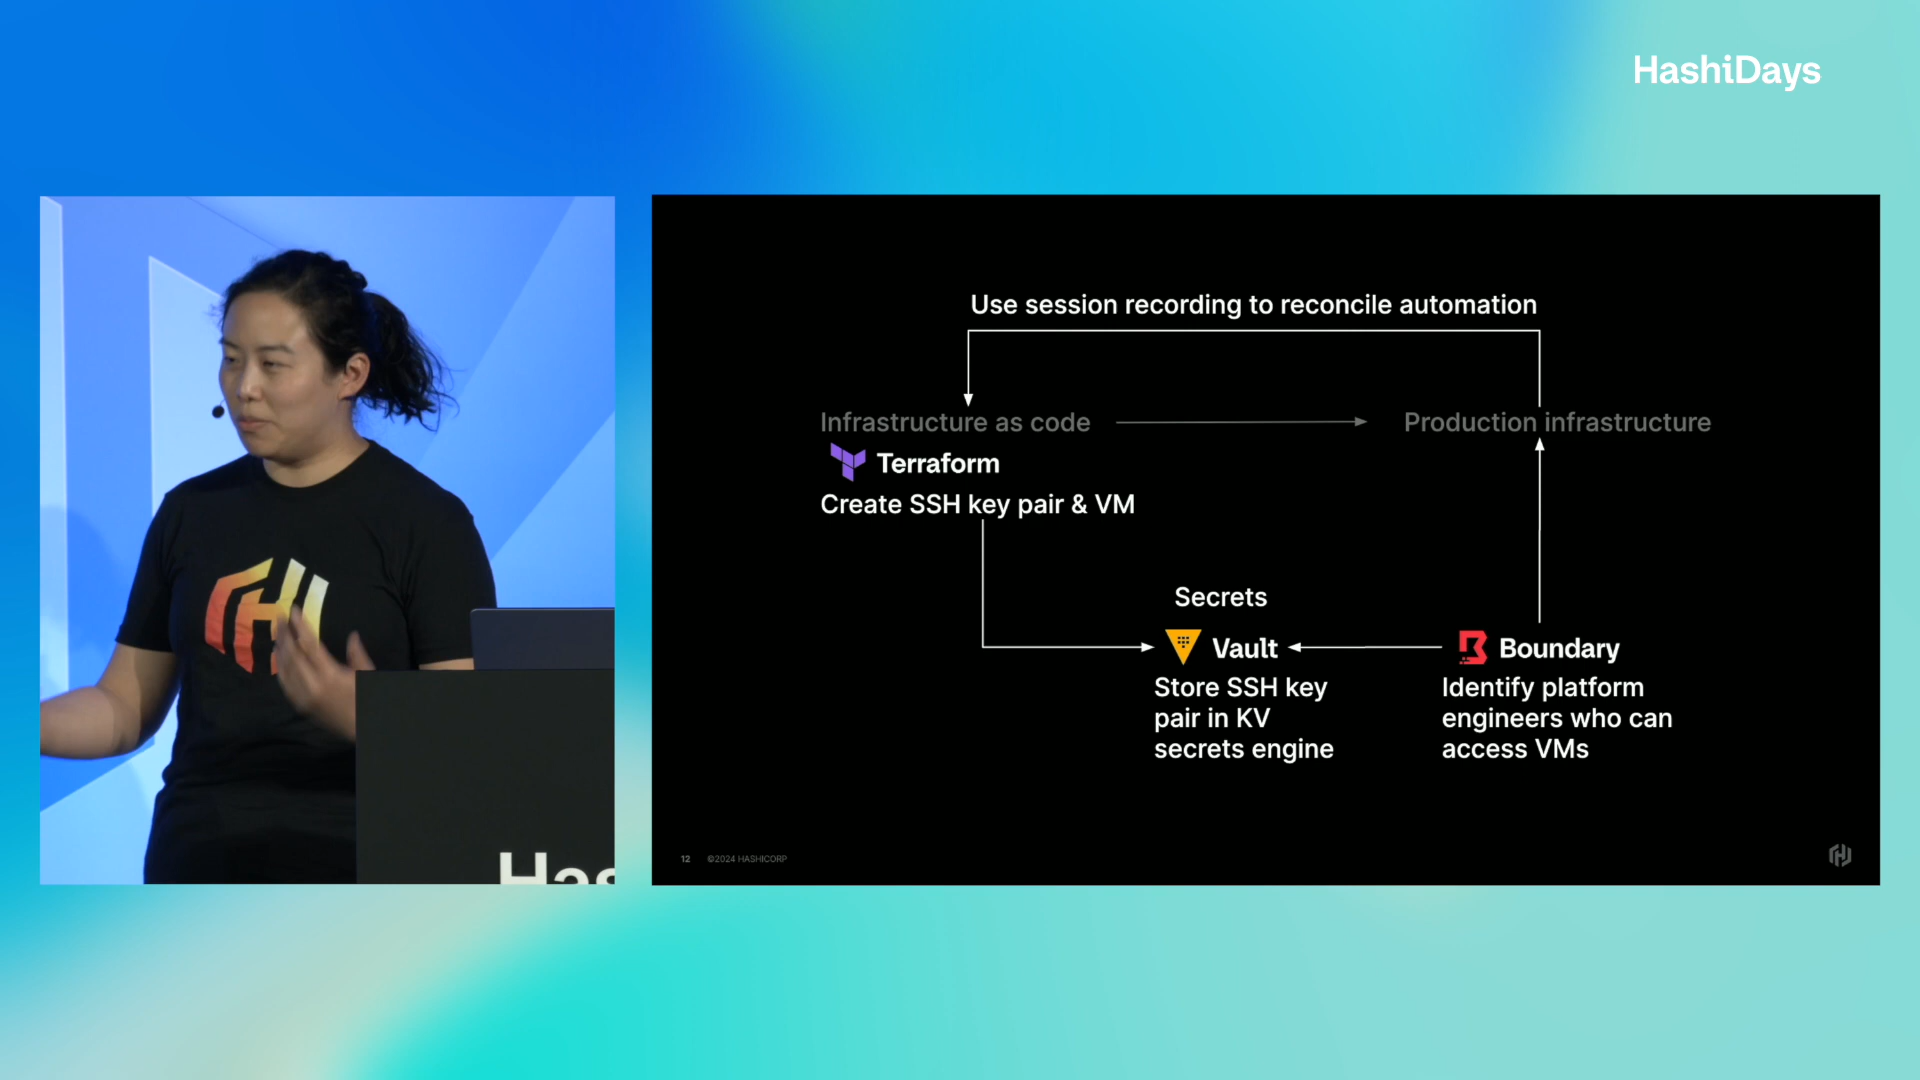 HashiDays
Use session recording to reconcile automation
Infrastructure as code
Production infrastructure
Terraform
Create SSH key pair & VM
Secrets
Vault
Boundary
Store SSH key
pair in KV
secrets engine
Identify platform
engineers who can
access VMs
12 ©2024 HASHICORP
Has